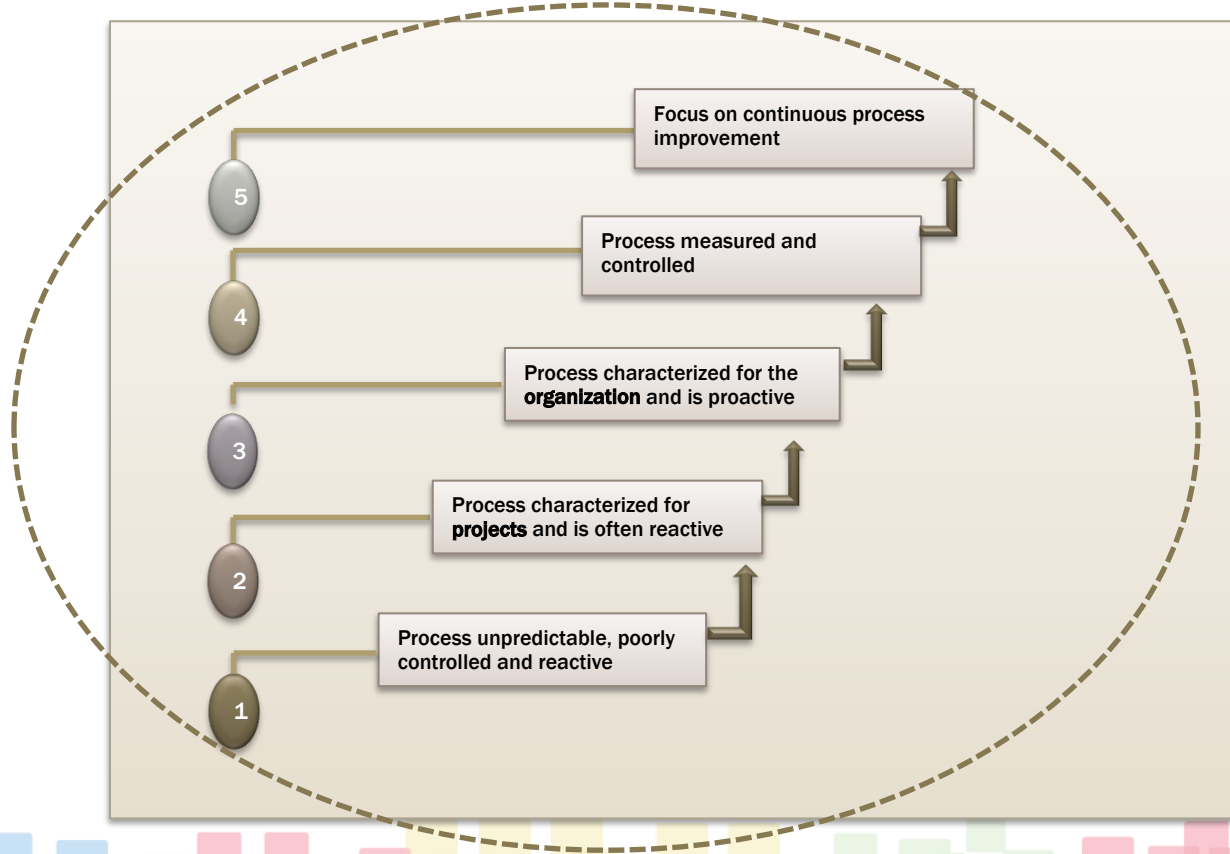 Focus on continuous process
improvement
5
Process measured and
controlled
4
Process characterized for the
organization and is proactive
3
Process characterized for
projects and is often reactive
2
Process unpredictable, poorly
controlled and reactive
1